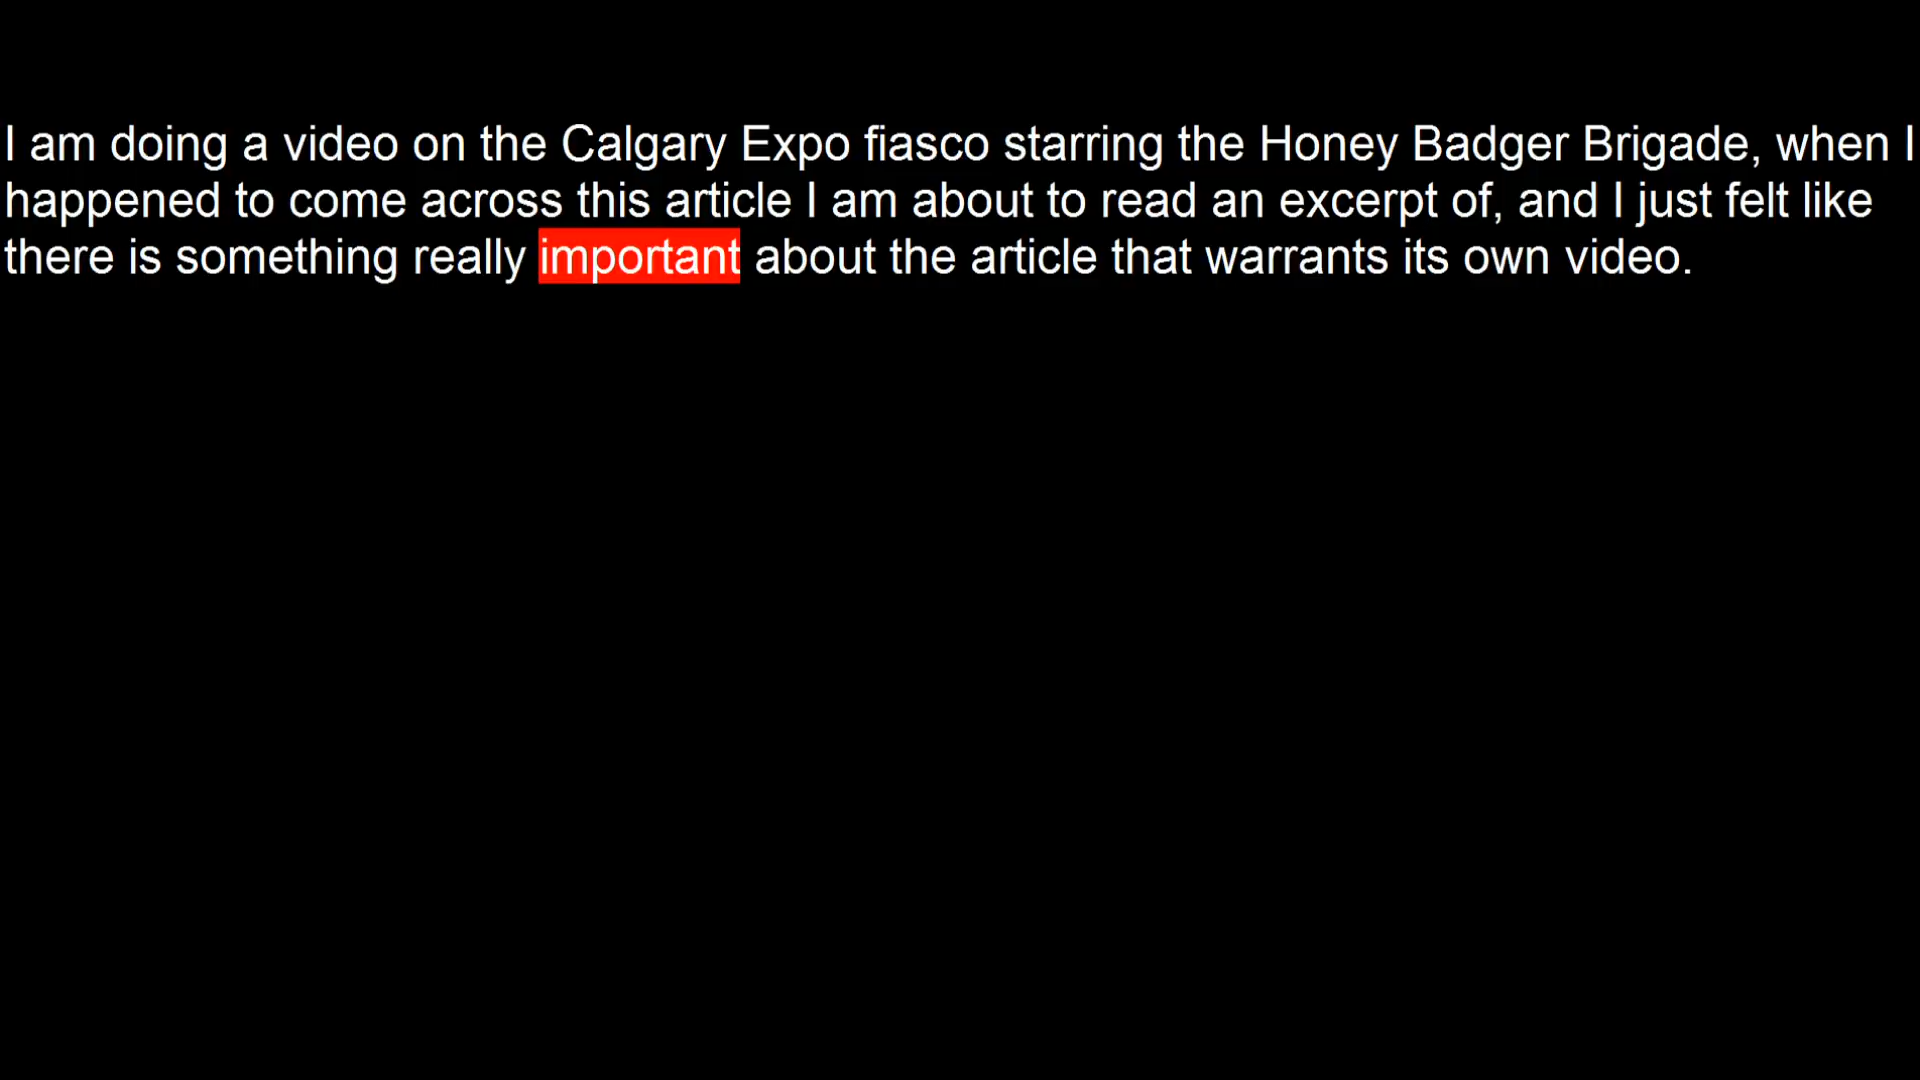 I am doing a video on the Calgary Expo fiasco starring the Honey Badger Brigade, when I
happened to come across this article I am about to read an excerpt of, and I just felt like
there is something really important about the article that warrants its own video.